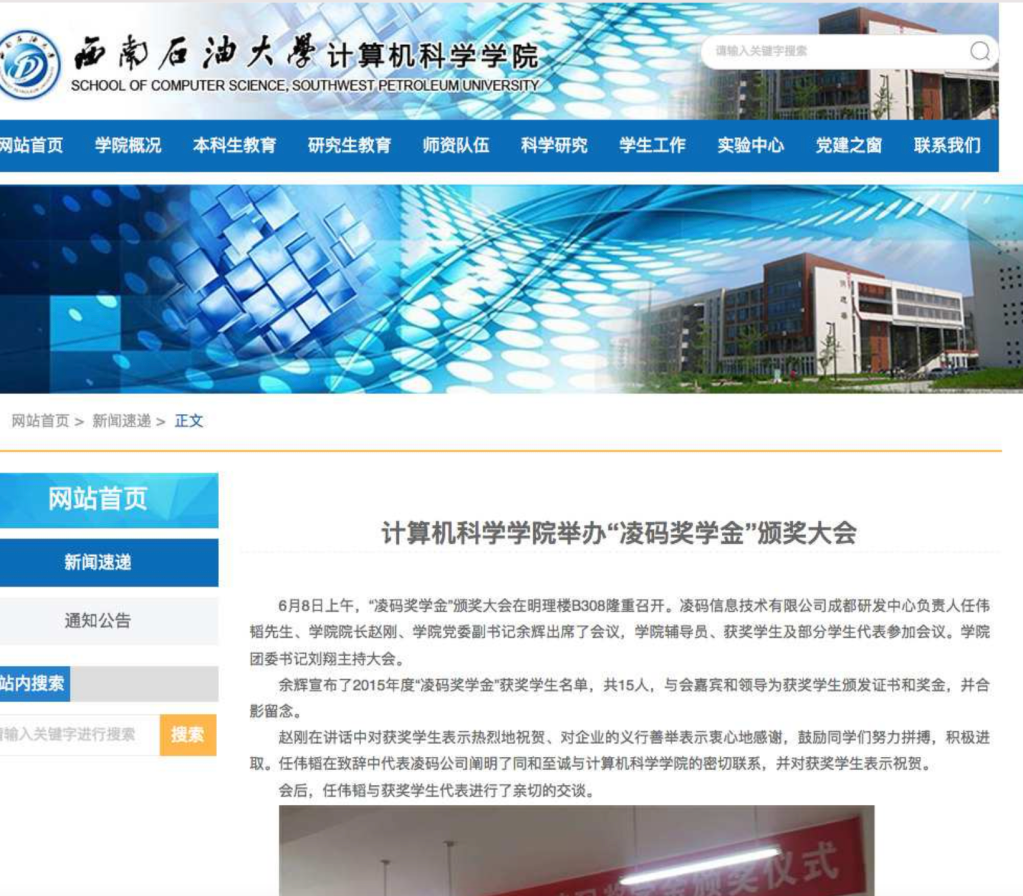 西南石油大學计算机科学学院
SCHOOL OF COMPUTER SCIENCE, SOUTHWEST PETROLEUM UNIVERSITY
请输入关键字搜索
网站首页 学院概况 本科生教育 研究生教育 师资队伍 科学研究 学生工作 实验中心 党建之窗 联系我们
网站首页 > 新闻速递 > 正文
网站首页
新闻速递
通知公告
站内搜索
请输入关键字进行搜索 搜索
计算机科学学院举办“凌码奖学金”颁奖大会
6月8日上午，“凌码奖学金”颁奖大会在明理楼B308隆重召开。凌码信息技术有限公司成都研发中心负责人任伟
韬先生、学院院长赵刚、学院党委副书记余辉出席了会议，学院辅导员、获奖学生及部分学生代表参加会议。学院
团委书记刘翔主持大会。
余辉宣布了2015年度“凌码奖学金”获奖学生名单，共15人，与会嘉宾和领导为获奖学生颁发证书和奖金，并合
影留念。
赵刚在讲话中对获奖学生表示热烈地祝贺、对企业的义行善举表示衷心地感谢，鼓励同学们努力拼搏，积极进
取。任伟韬在致辞中代表凌码公司阐明了同和至诚与计算机科学学院的密切联系，并对获奖学生表示祝贺。
会后，任伟韬与获奖学生代表进行了亲切的交谈。
颁奖仪式